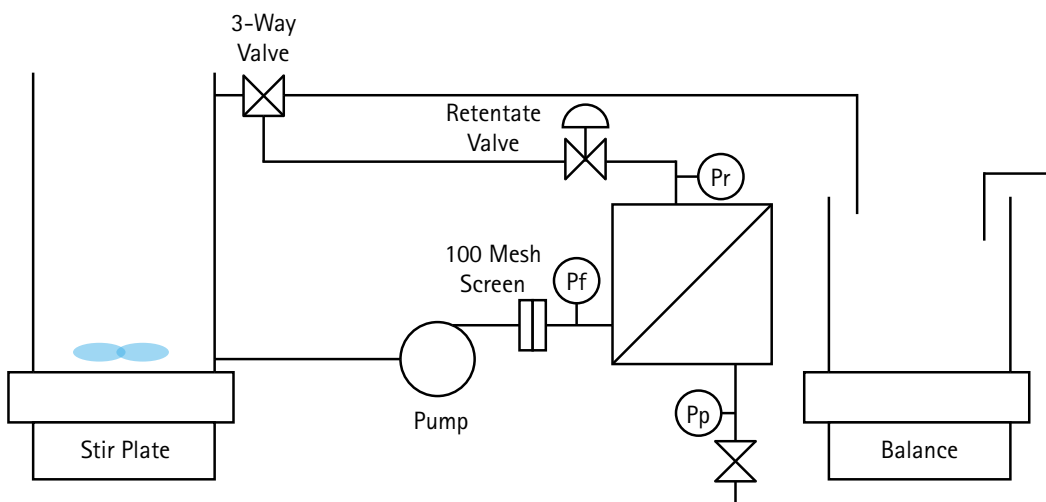 3-Way
Valve
Retentate
Valve
Pr
100 Mesh
Screen
Pf
Pump
Pp
Stir Plate
Balance